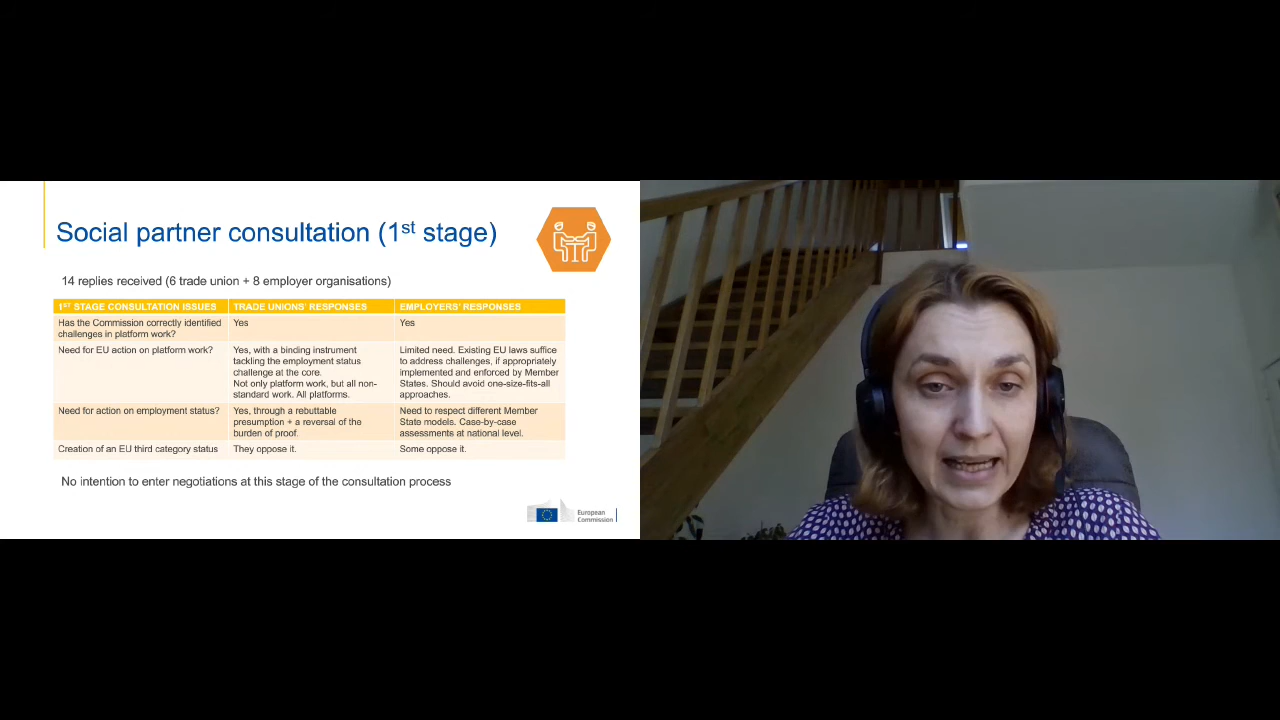 Social partner consultation (1st stage)
14 replies received (6 trade union + 8 employer organisations)
1ST STAGE CONSULTATION ISSUES
TRADE UNIONS' RESPONSES
EMPLOYERS' RESPONSES
Has the Commission correctly identified
challenges in platform work?
Yes
Yes
Need for EU action on platform work?
Yes, with a binding instrument
tackling the employment status
challenge at the core.
Not only platform work, but all non-
standard work. All platforms.
Limited need. Existing EU laws suffice
to address challenges, if appropriately
implemented and enforced by Member
States. Should avoid one-size-fits-all
approaches.
Need for action on employment status?
Yes, through a rebuttable
presumption + a reversal of the
burden of proof.
Need to respect different Member
State models. Case-by-case
assessments at national level.
Creation of an EU third category status
They oppose it.
Some oppose it.
No intention to enter negotiations at this stage of the consultation process
European
Commission